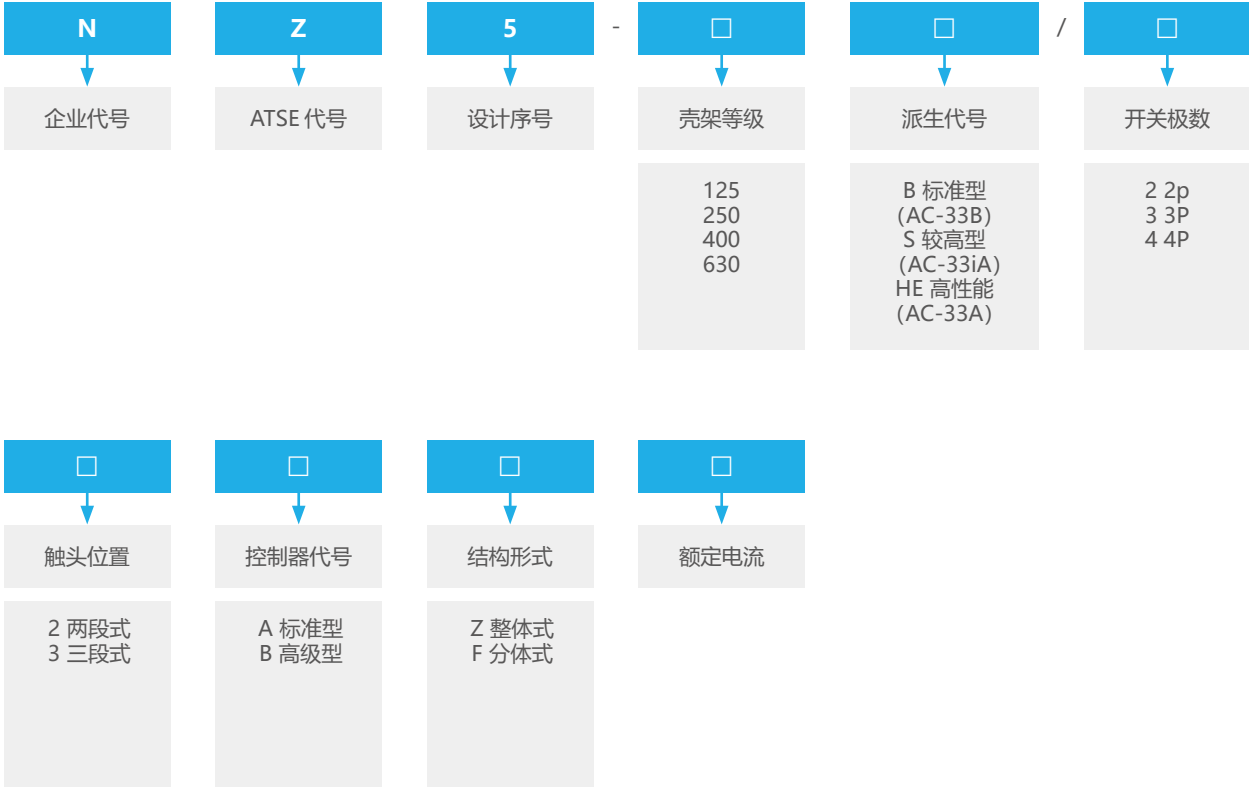 N Z 5 - □ □ / □
企业代号 ATSE 代号 设计序号 壳架等级 派生代号 开关极数
125
250
400
630
B 标准型
(AC-33B)
S 较高型
(AC-33iA)
HE 高性能
(AC-33A)
2 2p
3 3P
4 4P
□ □ □ □
触头位置 控制器代号 结构形式 额定电流
2 两段式
3 三段式
A 标准型
B 高级型
Z 整体式
F 分体式